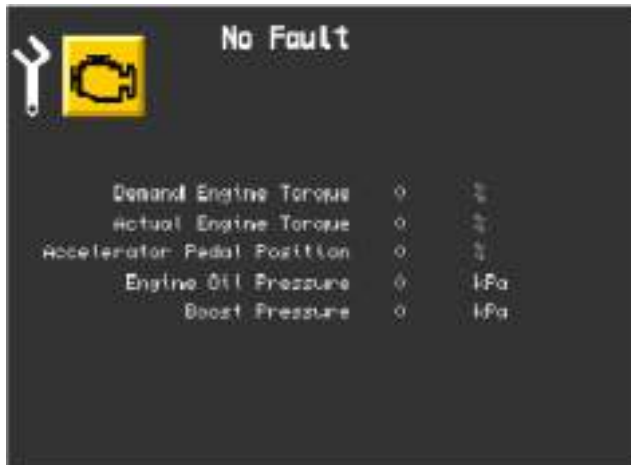 No Fault
Demand Engine Torque 0 %
Actual Engine Torque 0 %
Accelerator Pedal Position 0 %
Engine Oil Pressure 0 kPa
Boost Pressure 0 kPa